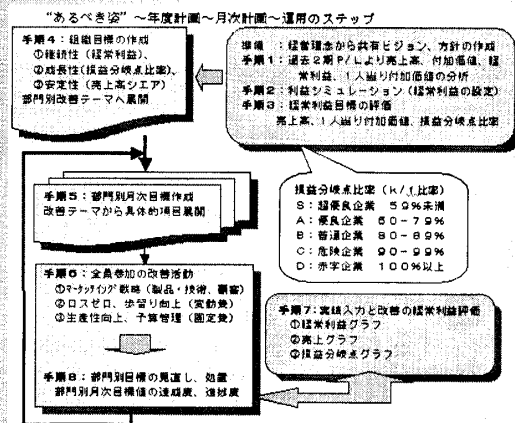 “あるべき姿”～年度計画～月次計画～運用のステップ
手順4：組織目標の作成
①継続性（経常利益）、
②成長性（損益分岐点比率）、
③安定性（売上高シエア）
部門別改善テーマへ展開
準備　：経営理念から共有ビジョン、方針の作成
手順1：過去2期P/Lより売上高、付加価値、経
常利益、1人当り付加価値の分析
手順2：利益シミュレーション（経常利益の設定）
手順3：経常利益目標の評価
売上高、1人当り付加価値、損益分岐点比率
損益分岐点比率（K/f比率）
S：超優良企業　59%未満
A：優良企業　60－79%
B：普通企業　80－89%
C：危険企業　90－99%
D：赤字企業　100%以上
手順5：部門別月次目標作成
改善テーマから具体的項目展開
手順6：全員参加の改善活動
①マーケッティング戦略（製品・技術、顧客）
②ロスゼロ、歩留り向上（変動費）
③生産性向上、予算管理（固定費）
手順8：部門別目標の見直し、処置
部門別月次目標値の達成度、進捗度
手順7：実績入力と改善の経常利益評価
①経常利益グラフ
②売上グラフ
③損益分岐点グラフ